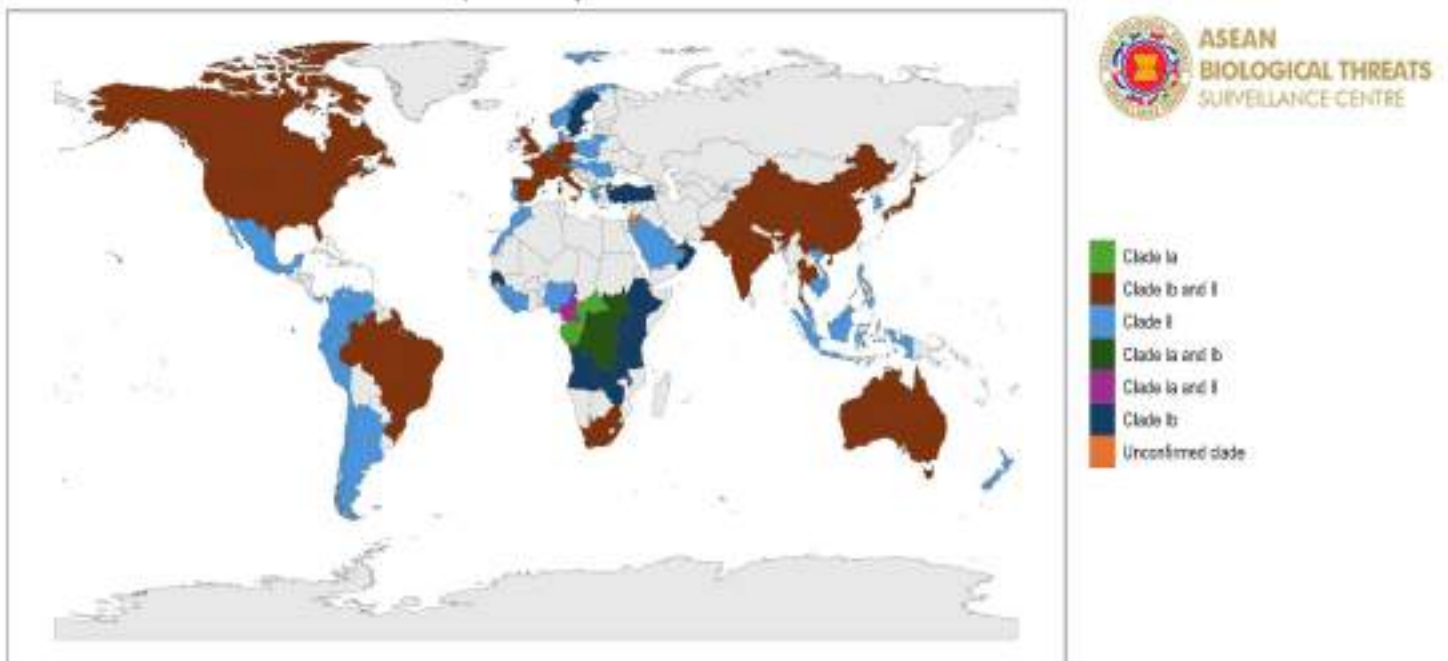 ASEAN
BIOLOGICAL THREATS
SURVEILLANCE CENTRE
Clade Ia
Clade Ib and II
Clade II
Clade Ia and Ib
Clade Ia and II
Clade Ib
Unconfirmed clade